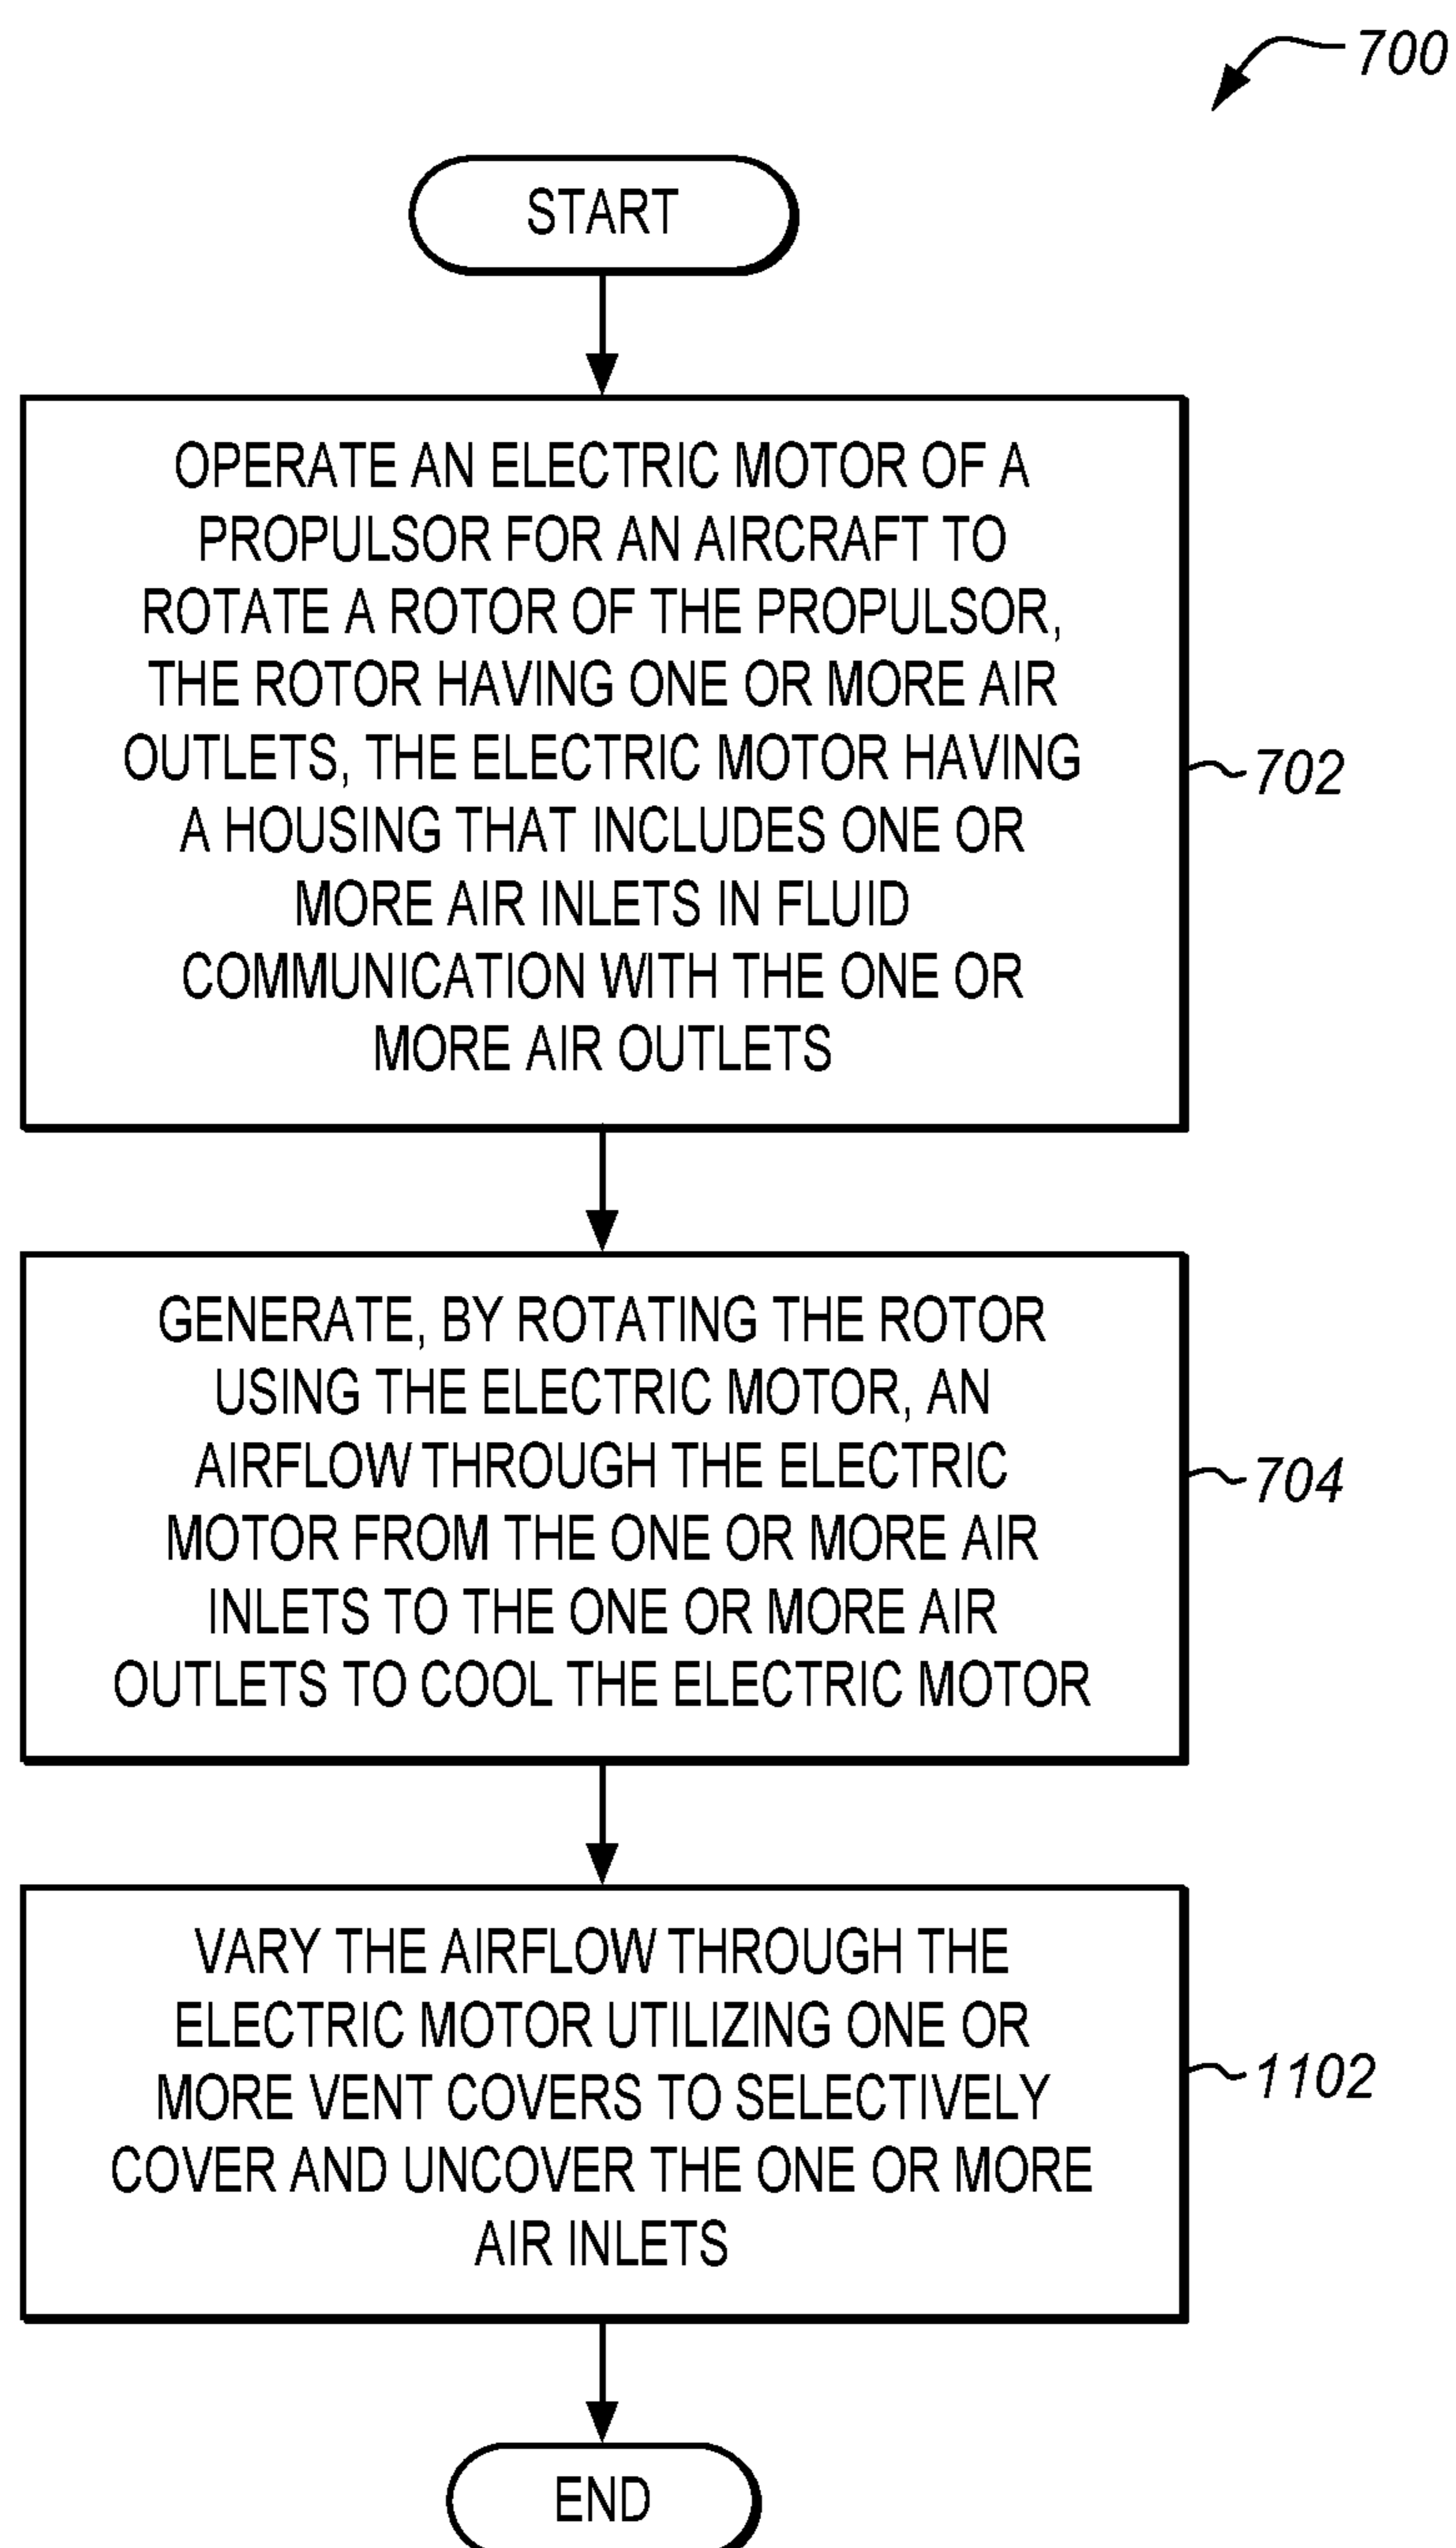 700
START
OPERATE AN ELECTRIC MOTOR OF A
PROPULSOR FOR AN AIRCRAFT TO
ROTATE A ROTOR OF THE PROPULSOR,
THE ROTOR HAVING ONE OR MORE AIR
OUTLETS, THE ELECTRIC MOTOR HAVING
A HOUSING THAT INCLUDES ONE OR
MORE AIR INLETS IN FLUID
COMMUNICATION WITH THE ONE OR
MORE AIR OUTLETS
702
GENERATE, BY ROTATING THE ROTOR
USING THE ELECTRIC MOTOR, AN
AIRFLOW THROUGH THE ELECTRIC
MOTOR FROM THE ONE OR MORE AIR
INLETS TO THE ONE OR MORE AIR
OUTLETS TO COOL THE ELECTRIC MOTOR
704
VARY THE AIRFLOW THROUGH THE
ELECTRIC MOTOR UTILIZING ONE OR
MORE VENT COVERS TO SELECTIVELY
COVER AND UNCOVER THE ONE OR MORE
AIR INLETS
1102
END